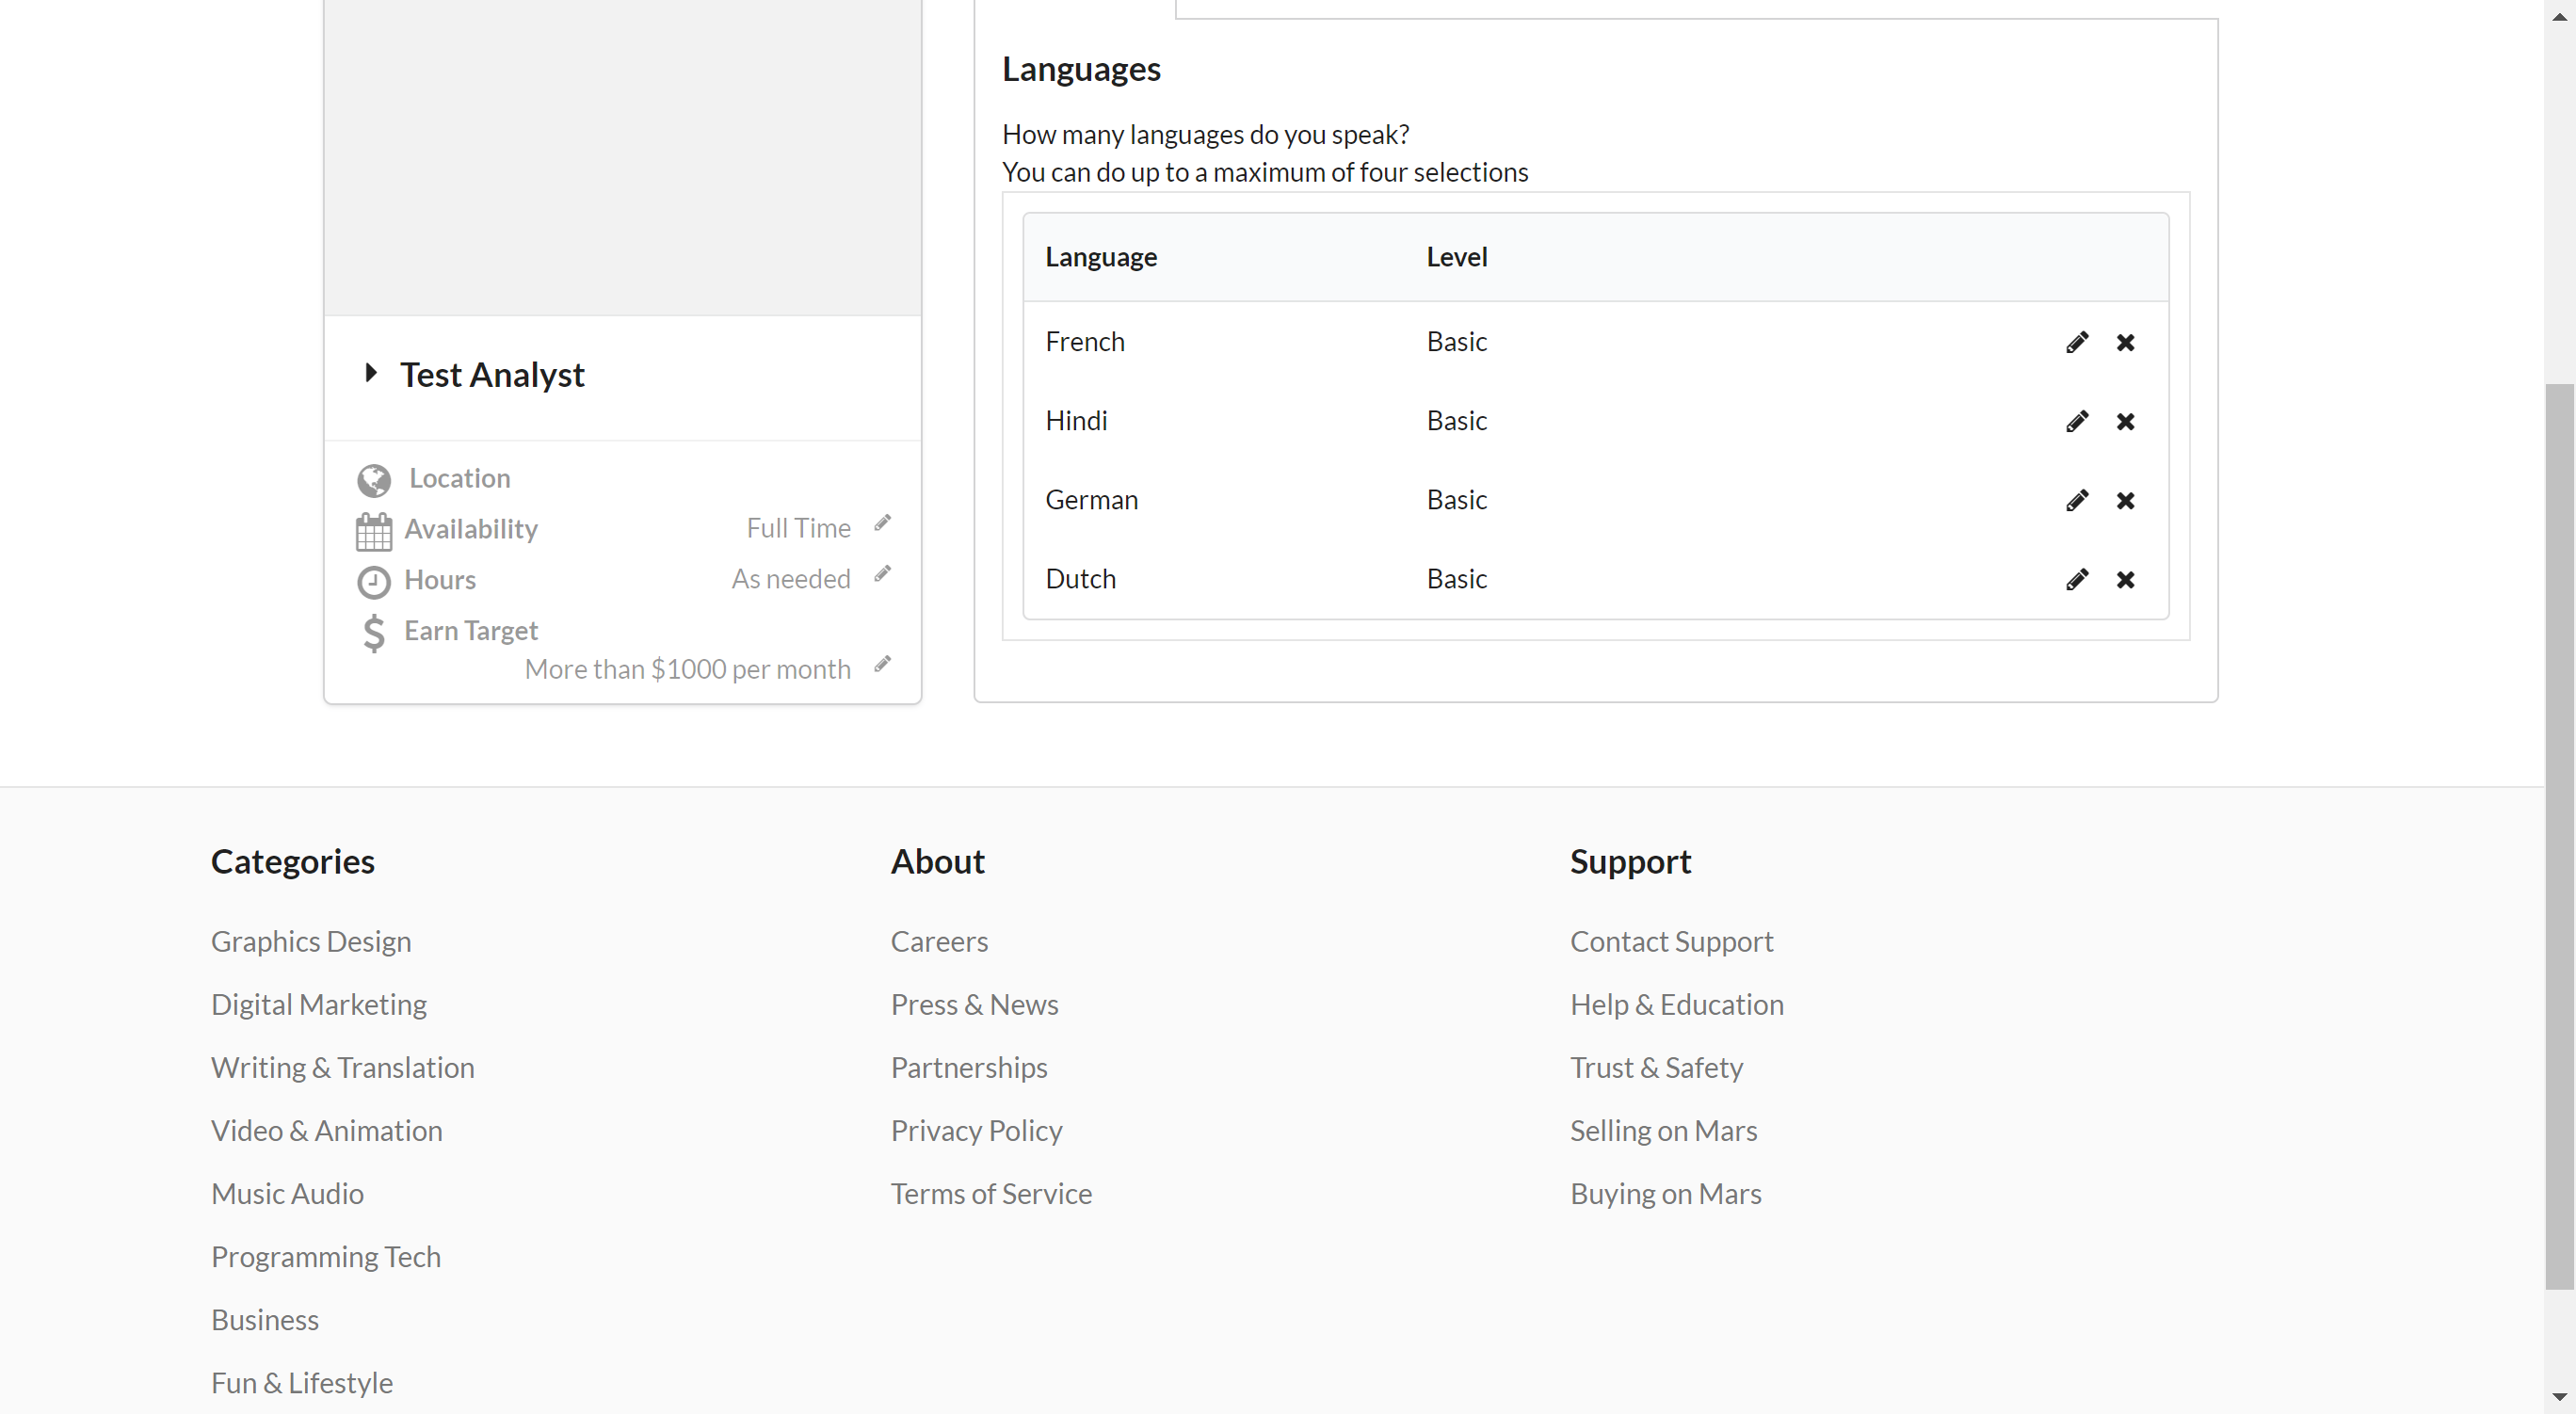 Test Analyst
Location
Availability Full Time
Hours As needed
Earn Target
More than $1000 per month
Languages
How many languages do you speak?
You can do up to a maximum of four selections
Language Level
French Basic
Hindi Basic
German Basic
Dutch Basic
Categories
Graphics Design
Digital Marketing
Writing & Translation
Video & Animation
Music Audio
Programming Tech
Business
Fun & Lifestyle
About
Careers
Press & News
Partnerships
Privacy Policy
Terms of Service
Support
Contact Support
Help & Education
Trust & Safety
Selling on Mars
Buying on Mars